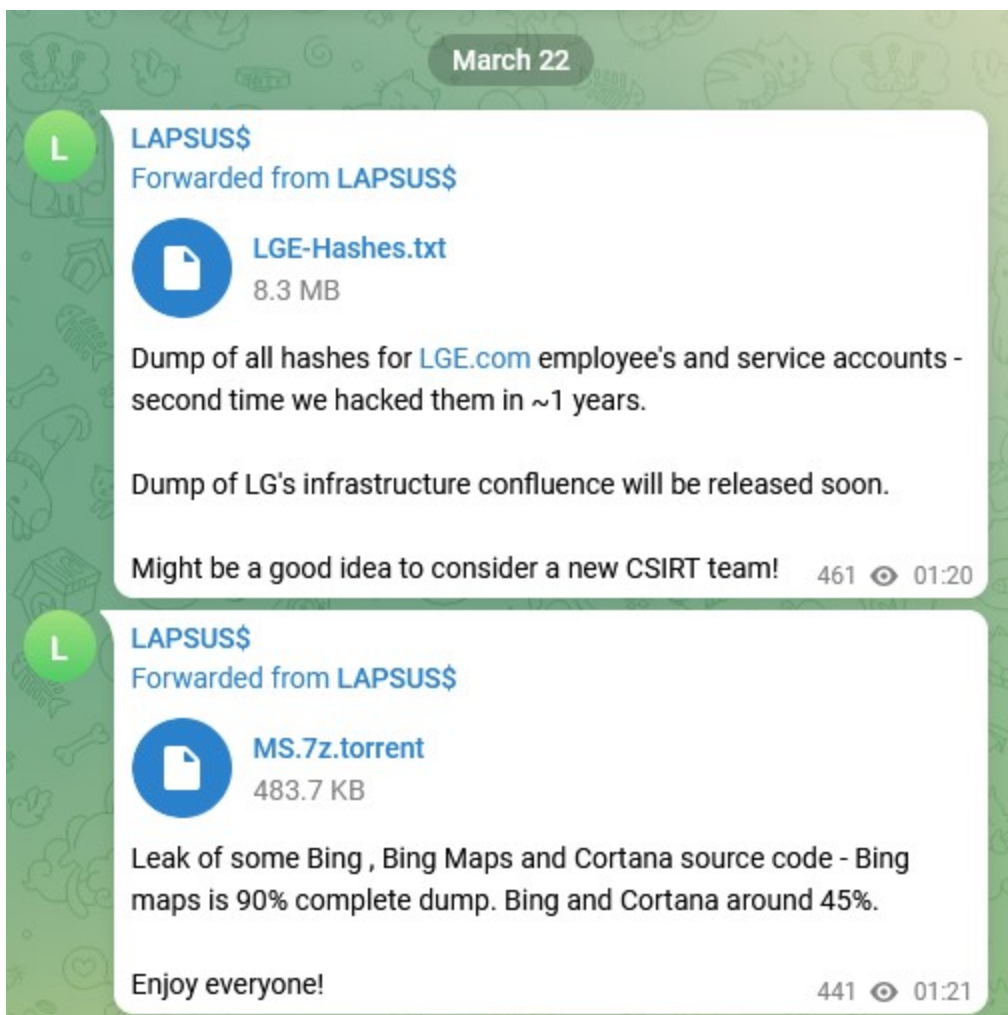 March 22
L
LAPSUS$
Forwarded from LAPSUS$
LGE-Hashes.txt
8.3 MB
Dump of all hashes for LGE.com employee's and service accounts -
second time we hacked them in ~1 years.
Dump of LG's infrastructure confluence will be released soon.
Might be a good idea to consider a new CSIRT team!
461 01:20
L
LAPSUS$
Forwarded from LAPSUS$
MS.7z.torrent
483.7 KB
Leak of some Bing , Bing Maps and Cortana source code - Bing
maps is 90% complete dump. Bing and Cortana around 45%.
Enjoy everyone!
441 01:21